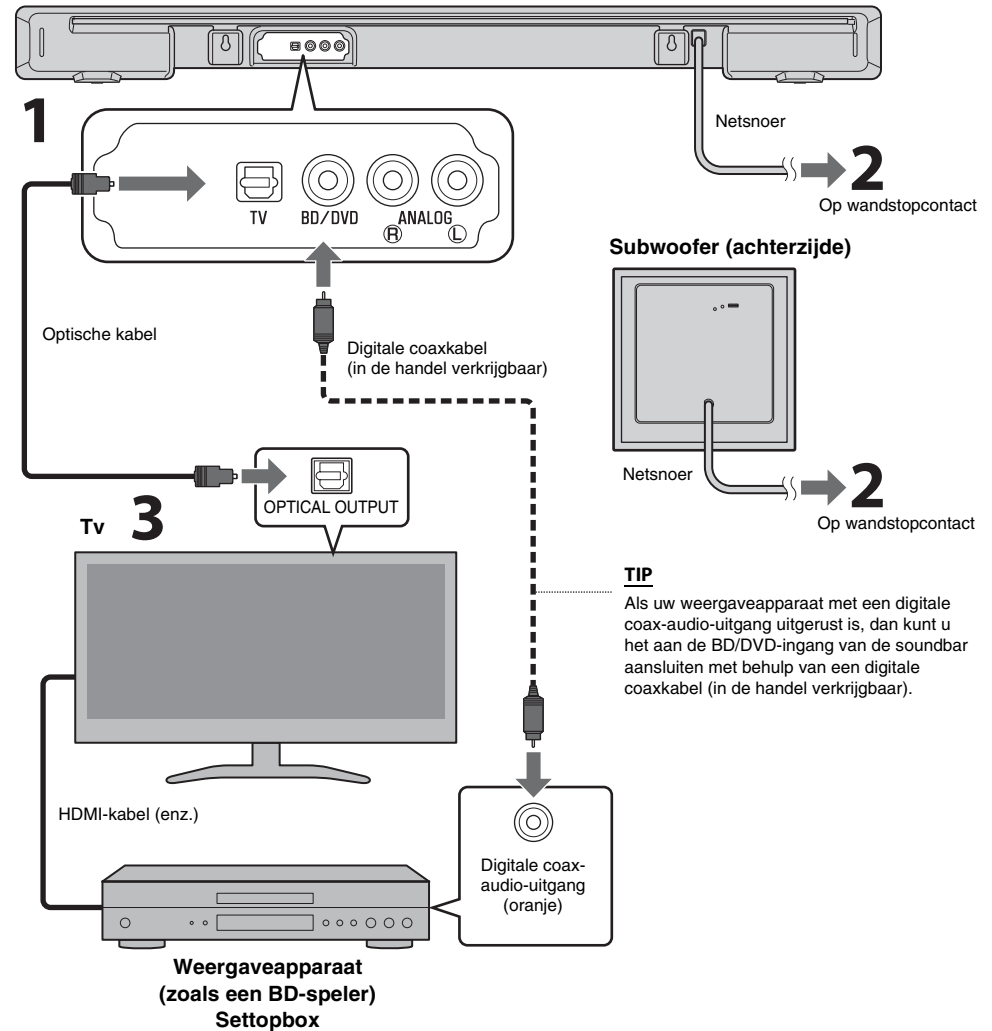 1
Netsnoer
2
Op wandstopcontact
TV
BD/DVD
ANALOG
R
L
Subwoofer (achterzijde)
Optische kabel
Digitale coaxkabel
(in de handel verkrijgbaar)
Netsnoer
2
Op wandstopcontact
OPTICAL OUTPUT
Tv
3
TIP
Als uw weergaveapparaat met een digitale
coax-audio-uitgang uitgerust is, dan kunt u
het aan de BD/DVD-ingang van de soundbar
aansluiten met behulp van een digitale
coaxkabel (in de handel verkrijgbaar).
HDMI-kabel (enz.)
Digitale coax-
audio-uitgang
(oranje)
Weergaveapparaat
(zoals een BD-speler)
Settopbox